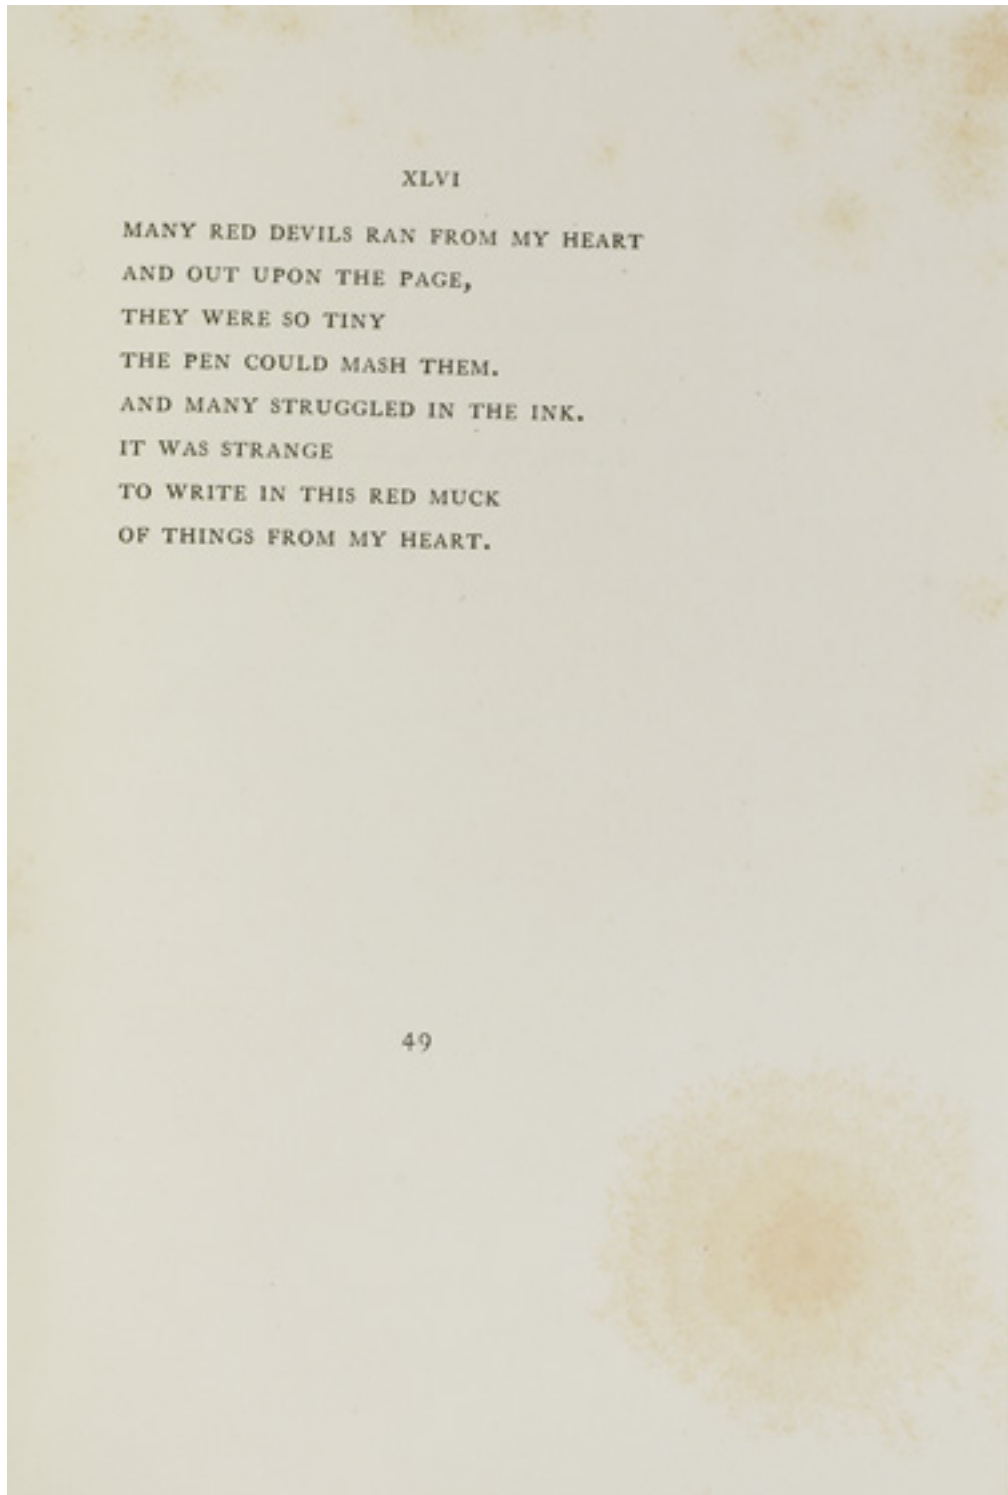 XLVI
MANY RED DEVILS RAN FROM MY HEART
AND OUT UPON THE PAGE,
THEY WERE SO TINY
THE PEN COULD MASH THEM.
AND MANY STRUGGLED IN THE INK.
IT WAS STRANGE
TO WRITE IN THIS RED MUCK
OF THINGS FROM MY HEART.
49